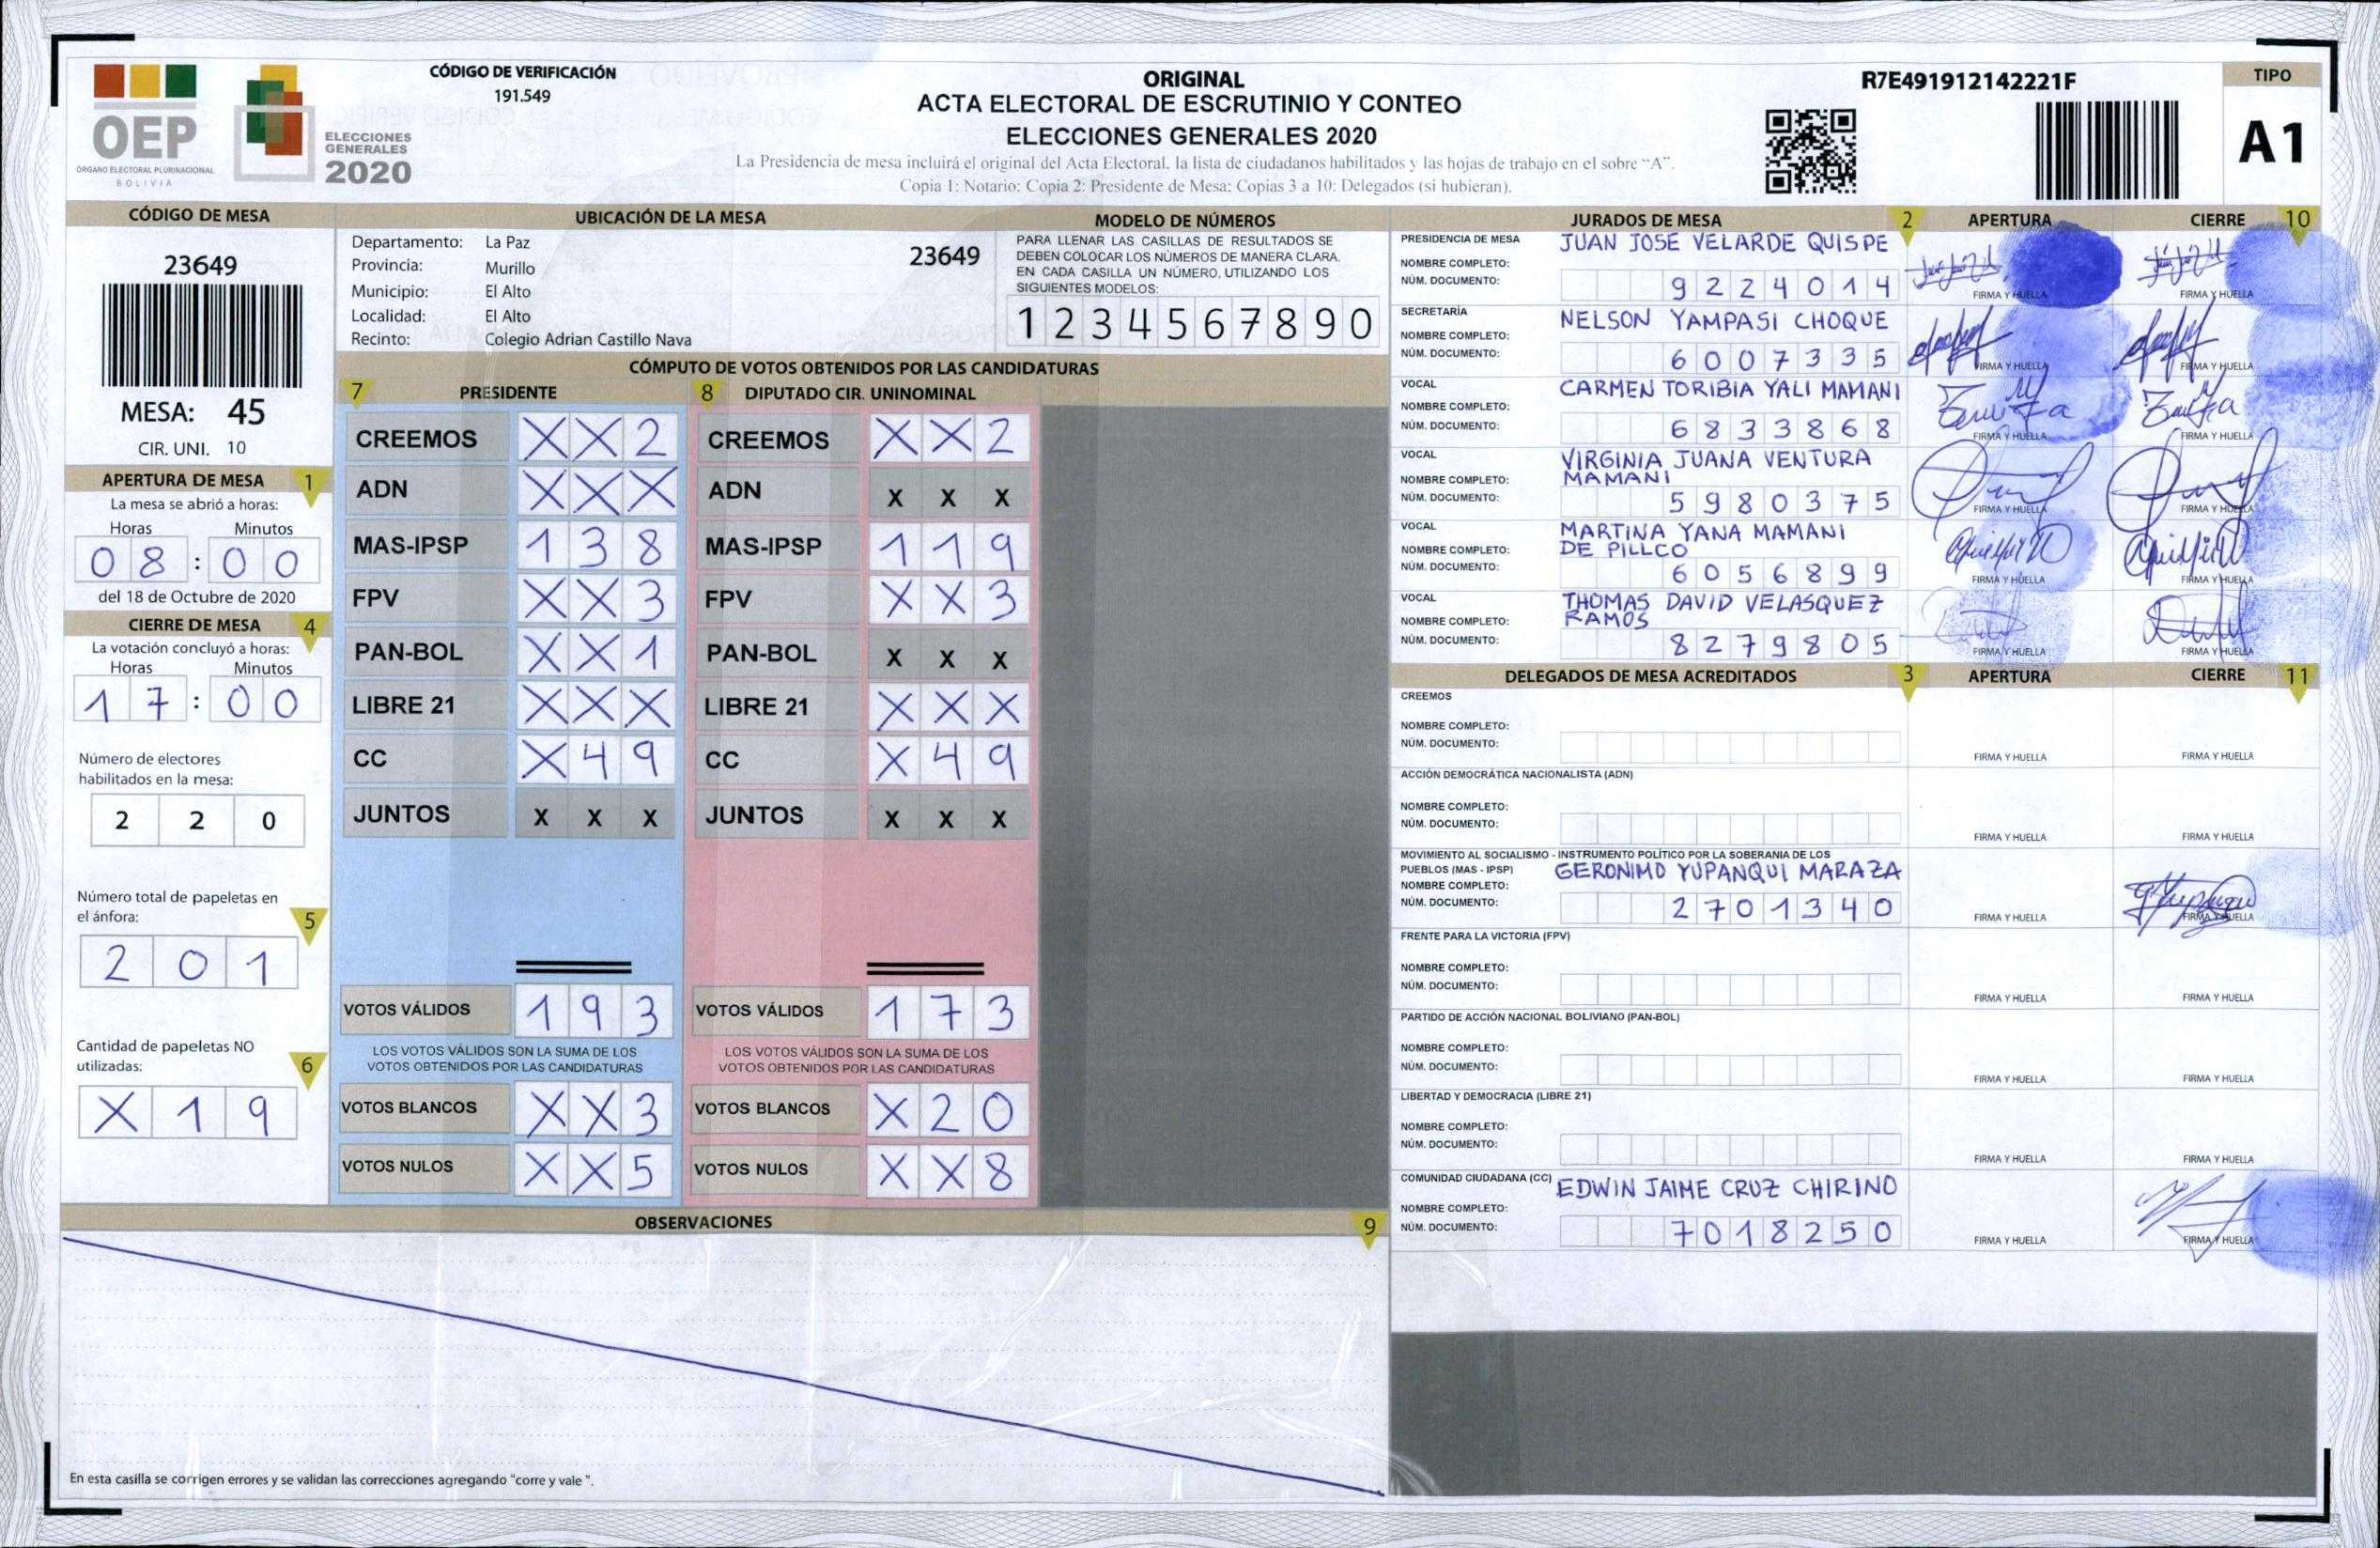 OEP
ORGANO ELECTORAL PLURINACIONAL
BOLIVIA
ELECCIONES
GENERALES
2020
CÓDIGO DE VERIFICACIÓN
191.549
ORIGINAL
ACTA ELECTORAL DE ESCRUTINIO Y CONTEO
ELECCIONES GENERALES 2020
La Presidencia de mesa incluirá el original del Acta Electoral, la lista de ciudadanos habilitados y las hojas de trabajo en el sobre "A".
Copia 1: Notario; Copia 2: Presidente de Mesa; Copias 3 a 10: Delegados (si hubieran).
R7E491912142221F
TIPO
A1
CÓDIGO DE MESA
23649
MESA: 45
CIR. UNI. 10
APERTURA DE MESA 1
La mesa se abrió a horas:
Horas Minutos
08:00
del 18 de Octubre de 2020
CIERRE DE MESA 4
La votación concluyó a horas:
Horas Minutos
17:00
Número de electores
habilitados en la mesa:
2 2 0
Número total de papeletas en
el ánfora: 5
2 0 1
Cantidad de papeletas NO
utilizadas: 6
X 1 9
UBICACIÓN DE LA MESA
Departamento: La Paz
Provincia: Murillo
Municipio: El Alto
Localidad: El Alto
Recinto: Colegio Adrian Castillo Nava
23649
MODELO DE NÚMEROS
PARA LLENAR LAS CASILLAS DE RESULTADOS SE
DEBEN COLOCAR LOS NÚMEROS DE MANERA CLARA.
EN CADA CASILLA UN NÚMERO, UTILIZANDO LOS
SIGUIENTES MODELOS:
1 2 3 4 5 6 7 8 9 0
CÓMPUTO DE VOTOS OBTENIDOS POR LAS CANDIDATURAS
7 PRESIDENTE 8 DIPUTADO CIR. UNINOMINAL
CREEMOS X X 2 CREEMOS X X 2
ADN X X X ADN X X X
MAS-IPSP 1 3 8 MAS-IPSP 1 1 9
FPV X X 3 FPV X X 3
PAN-BOL X X 1 PAN-BOL X X X
LIBRE 21 X X X LIBRE 21 X X X
CC X 4 9 CC X 4 9
JUNTOS X X X JUNTOS X X X
VOTOS VÁLIDOS 1 9 3 VOTOS VÁLIDOS 1 7 3
LOS VOTOS VÁLIDOS SON LA SUMA DE LOS LOS VOTOS VÁLIDOS SON LA SUMA DE LOS
VOTOS OBTENIDOS POR LAS CANDIDATURAS VOTOS OBTENIDOS POR LAS CANDIDATURAS
VOTOS BLANCOS X X 3 VOTOS BLANCOS X 2 0
VOTOS NULOS X X 5 VOTOS NULOS X X 8
OBSERVACIONES 9
En esta casilla se corrigen errores y se validan las correcciones agregando "corre y vale ".
JURADOS DE MESA 2 APERTURA CIERRE 10
PRESIDENCIA DE MESA JUAN JOSE VELARDE QUISPE
NOMBRE COMPLETO:
NÚM. DOCUMENTO: 9224014 FIRMA Y HUELLA FIRMA Y HUELLA
SECRETARÍA NELSON YAMPASI CHOQUE
NOMBRE COMPLETO:
NÚM. DOCUMENTO: 6007335 FIRMA Y HUELLA FIRMA Y HUELLA
VOCAL CARMEN TORIBIA YALI MAMANI
NOMBRE COMPLETO:
NÚM. DOCUMENTO: 6833868 FIRMA Y HUELLA FIRMA Y HUELLA
VOCAL VIRGINIA JUANA VENTURA
NOMBRE COMPLETO: MAMANI
NÚM. DOCUMENTO: 5980375 FIRMA Y HUELLA FIRMA Y HUELLA
VOCAL MARTINA YANA MAMANI
NOMBRE COMPLETO: DE PILLCO
NÚM. DOCUMENTO: 6056899 FIRMA Y HUELLA FIRMA Y HUELLA
VOCAL THOMAS DAVID VELASQUEZ
NOMBRE COMPLETO: RAMOS
NÚM. DOCUMENTO: 8279805 FIRMA Y HUELLA FIRMA Y HUELLA
DELEGADOS DE MESA ACREDITADOS 3 APERTURA CIERRE 11
CREEMOS
NOMBRE COMPLETO:
NÚM. DOCUMENTO: FIRMA Y HUELLA FIRMA Y HUELLA
ACCIÓN DEMOCRÁTICA NACIONALISTA (ADN)
NOMBRE COMPLETO:
NÚM. DOCUMENTO: FIRMA Y HUELLA FIRMA Y HUELLA
MOVIMIENTO AL SOCIALISMO - INSTRUMENTO POLÍTICO POR LA SOBERANIA DE LOS
PUEBLOS (MAS - IPSP) GERONIMO YUPANQUI MARAZA
NOMBRE COMPLETO:
NÚM. DOCUMENTO: 2701340 FIRMA Y HUELLA FIRMA Y HUELLA
FRENTE PARA LA VICTORIA (FPV)
NOMBRE COMPLETO:
NÚM. DOCUMENTO: FIRMA Y HUELLA FIRMA Y HUELLA
PARTIDO DE ACCIÓN NACIONAL BOLIVIANO (PAN-BOL)
NOMBRE COMPLETO:
NÚM. DOCUMENTO: FIRMA Y HUELLA FIRMA Y HUELLA
LIBERTAD Y DEMOCRACIA (LIBRE 21)
NOMBRE COMPLETO:
NÚM. DOCUMENTO: FIRMA Y HUELLA FIRMA Y HUELLA
COMUNIDAD CIUDADANA (CC) EDWIN JAIME CRUZ CHIRINO
NOMBRE COMPLETO:
NÚM. DOCUMENTO: 7018250 FIRMA Y HUELLA FIRMA Y HUELLA